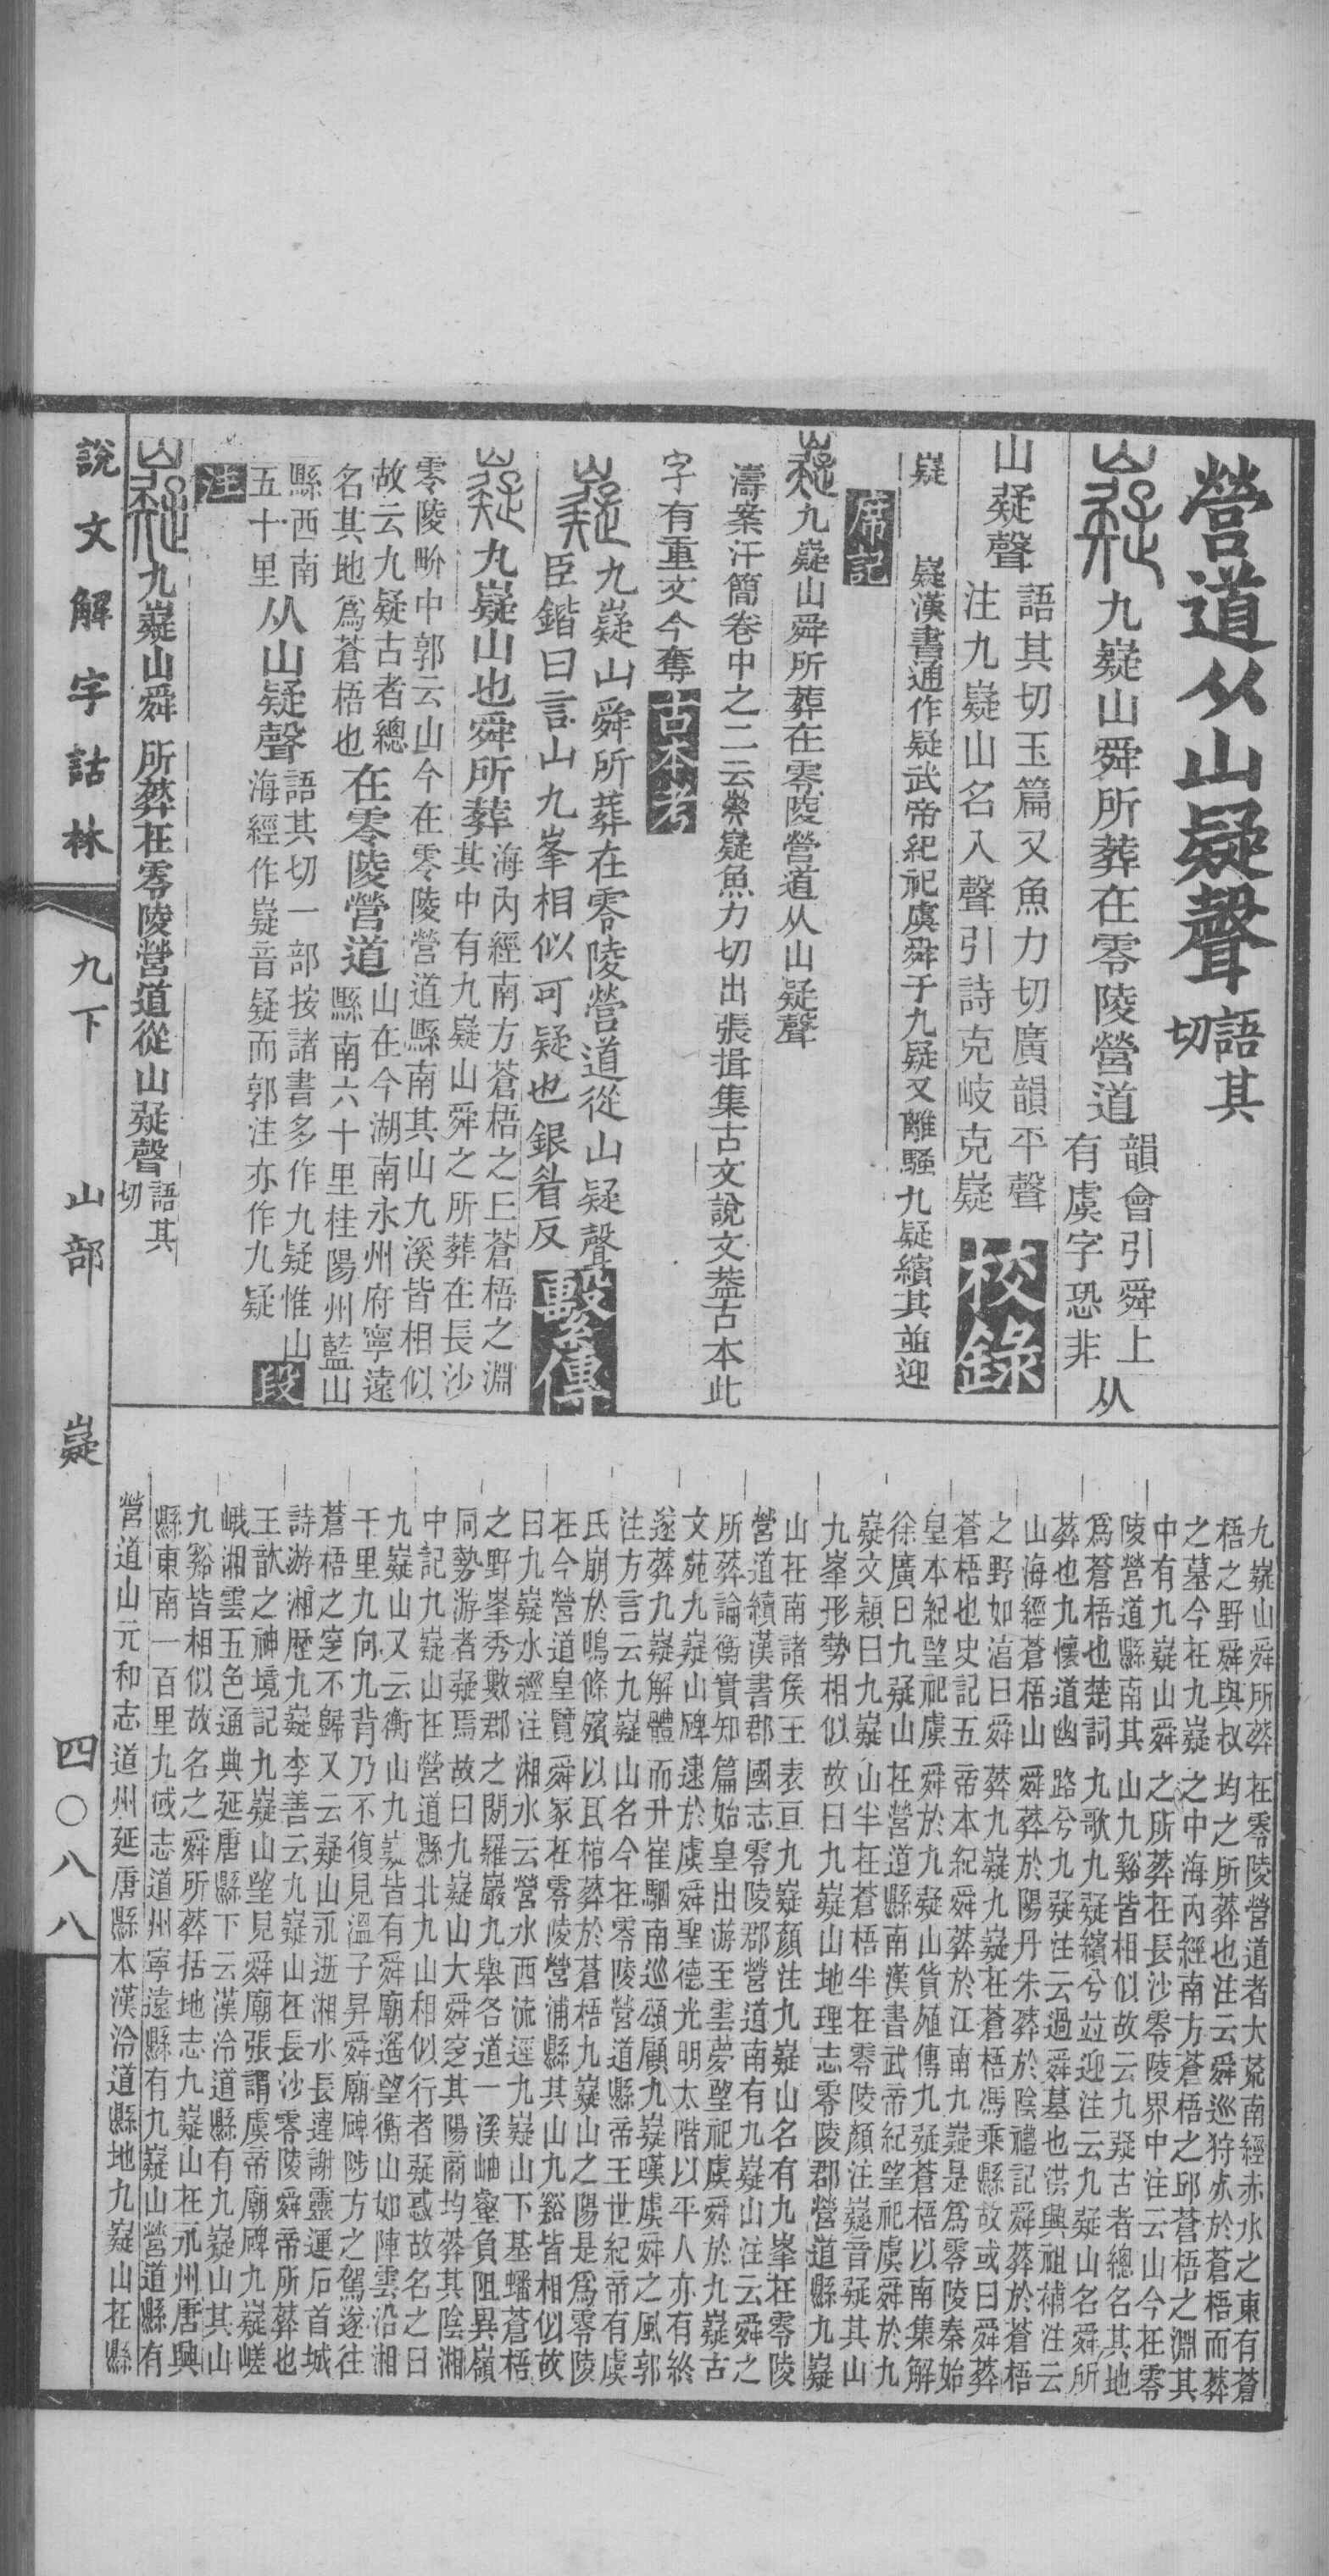 營道从山疑聲語其切
嶷九嶷山舜所葬在零陵營道韻會引舜上有虞字恐非从
山疑聲語其切玉篇又魚力切廣韻平聲注九嶷山名入聲引詩克岐克嶷校錄
嶷 嶷漢書通作疑武帝紀祀虞舜于九疑又離騷九疑繽其並迎
席記
嶷九嶷山舜所葬在零陵營道从山疑聲
濤案汗簡卷中之二云嶷魚力切出張揖集古文說文葢古本此
字有重文今奪古本考
嶷九嶷山舜所葬在零陵營道從山疑聲
臣鍇曰言山九峯相似可疑也銀眉反繫傳
嶷九嶷山也舜所葬海內經南方蒼梧之丘蒼梧之淵其中有九嶷山舜之所葬在長沙
零陵畍中郭云山今在零陵營道縣南其山九溪皆相似
故云九疑古者總名其地爲蒼梧也在零陵營道山在今湖南永州府寧遠縣南六十里桂陽州藍山
縣西南五十里从山疑聲語其切一部按諸書多作九疑惟山海經作嶷音疑而郭注亦作九疑段
注
嶷九嶷山舜所葬在零陵營道從山疑聲語其切
說文解字詁林
九下
山部
嶷
四〇八八
九嶷山舜所葬在零陵營道者大荒南經赤水之東有蒼
梧之野舜與叔均之所葬也注云舜巡狩死於蒼梧而葬
之墓今在九嶷之中海內經南方蒼梧之邱蒼梧之淵其
中有九嶷山舜之所葬在長沙零陵界中注云山今在零
陵營道縣南其山九谿皆相似故云九疑古者總名其地
爲蒼梧也楚詞九歌九疑繽兮竝迎注云九疑山名舜所
葬也九懷道幽路兮九疑注云過舜墓也洪興祖補注云
山海經蒼梧山舜葬於陽丹朱葬於陰禮記舜葬於蒼梧
之野如淳曰舜葬九嶷九嶷在蒼梧馮乘縣故或曰舜葬
蒼梧也史記五帝本紀舜葬於江南九嶷是爲零陵秦始
皇本紀望祀虞舜於九疑山貨殖傳九疑蒼梧以南集解
徐廣曰九疑山在營道縣南漢書武帝紀望祀虞舜於九
嶷文穎曰九嶷山半在蒼梧半在零陵顏注嶷音疑其山
九峯形勢相似故曰九嶷山地理志零陵郡營道縣九嶷
山在南諸侯王表亘九嶷顏注九嶷山名有九峯在零陵
營道續漢書郡國志零陵郡營道南有九嶷山注云舜之
所葬論衡實知篇始皇出游至雲夢望祀虞舜於九嶷古
文苑九嶷山碑逮於虞舜聖德光明太階以平人亦有終
遂葬九嶷解體而升崔駰南巡頌顧九嶷嘆虞舜之風郭
注方言云九嶷山名今在零陵營道縣帝王世紀帝有虞
氏崩於鳴條殯以瓦棺葬於蒼梧九嶷山之陽是爲零陵
在今營道皇覽舜冢在零陵營浦縣其山九谿皆相似故
曰九嶷水經注湘水云營水西流逕九嶷山下基蟠蒼梧
之野峯秀數郡之閒羅巖九舉各道一溪岫壑負阻異嶺
同勢游者疑焉故曰九嶷山大舜窆其陽商均葬其陰湘
中記九嶷山在營道縣北九山相似行者疑惑故名之曰
九嶷山又云衡山九嶷皆有舜廟遙望衡山如陣雲沿湘
千里九向九背乃不復見溫子昇舜廟碑陟方之駕遂往
蒼梧之窆不歸又云疑山永逝湘水長違謝靈運石首城
詩游湘歷九嶷李善云九嶷山在長沙零陵舜帝所葬也
王歆之神境記九嶷山望見舜廟張謂虞帝廟碑九嶷嵯
峨湘雲五色通典延唐縣下云漢泠道縣有九嶷山其山
九谿皆相似故名之舜所葬括地志九嶷山在永州唐興
縣東南一百里九域志道州寧遠縣有九嶷山營道縣有
營道山元和志道州延唐縣本漢泠道縣地九嶷山在縣